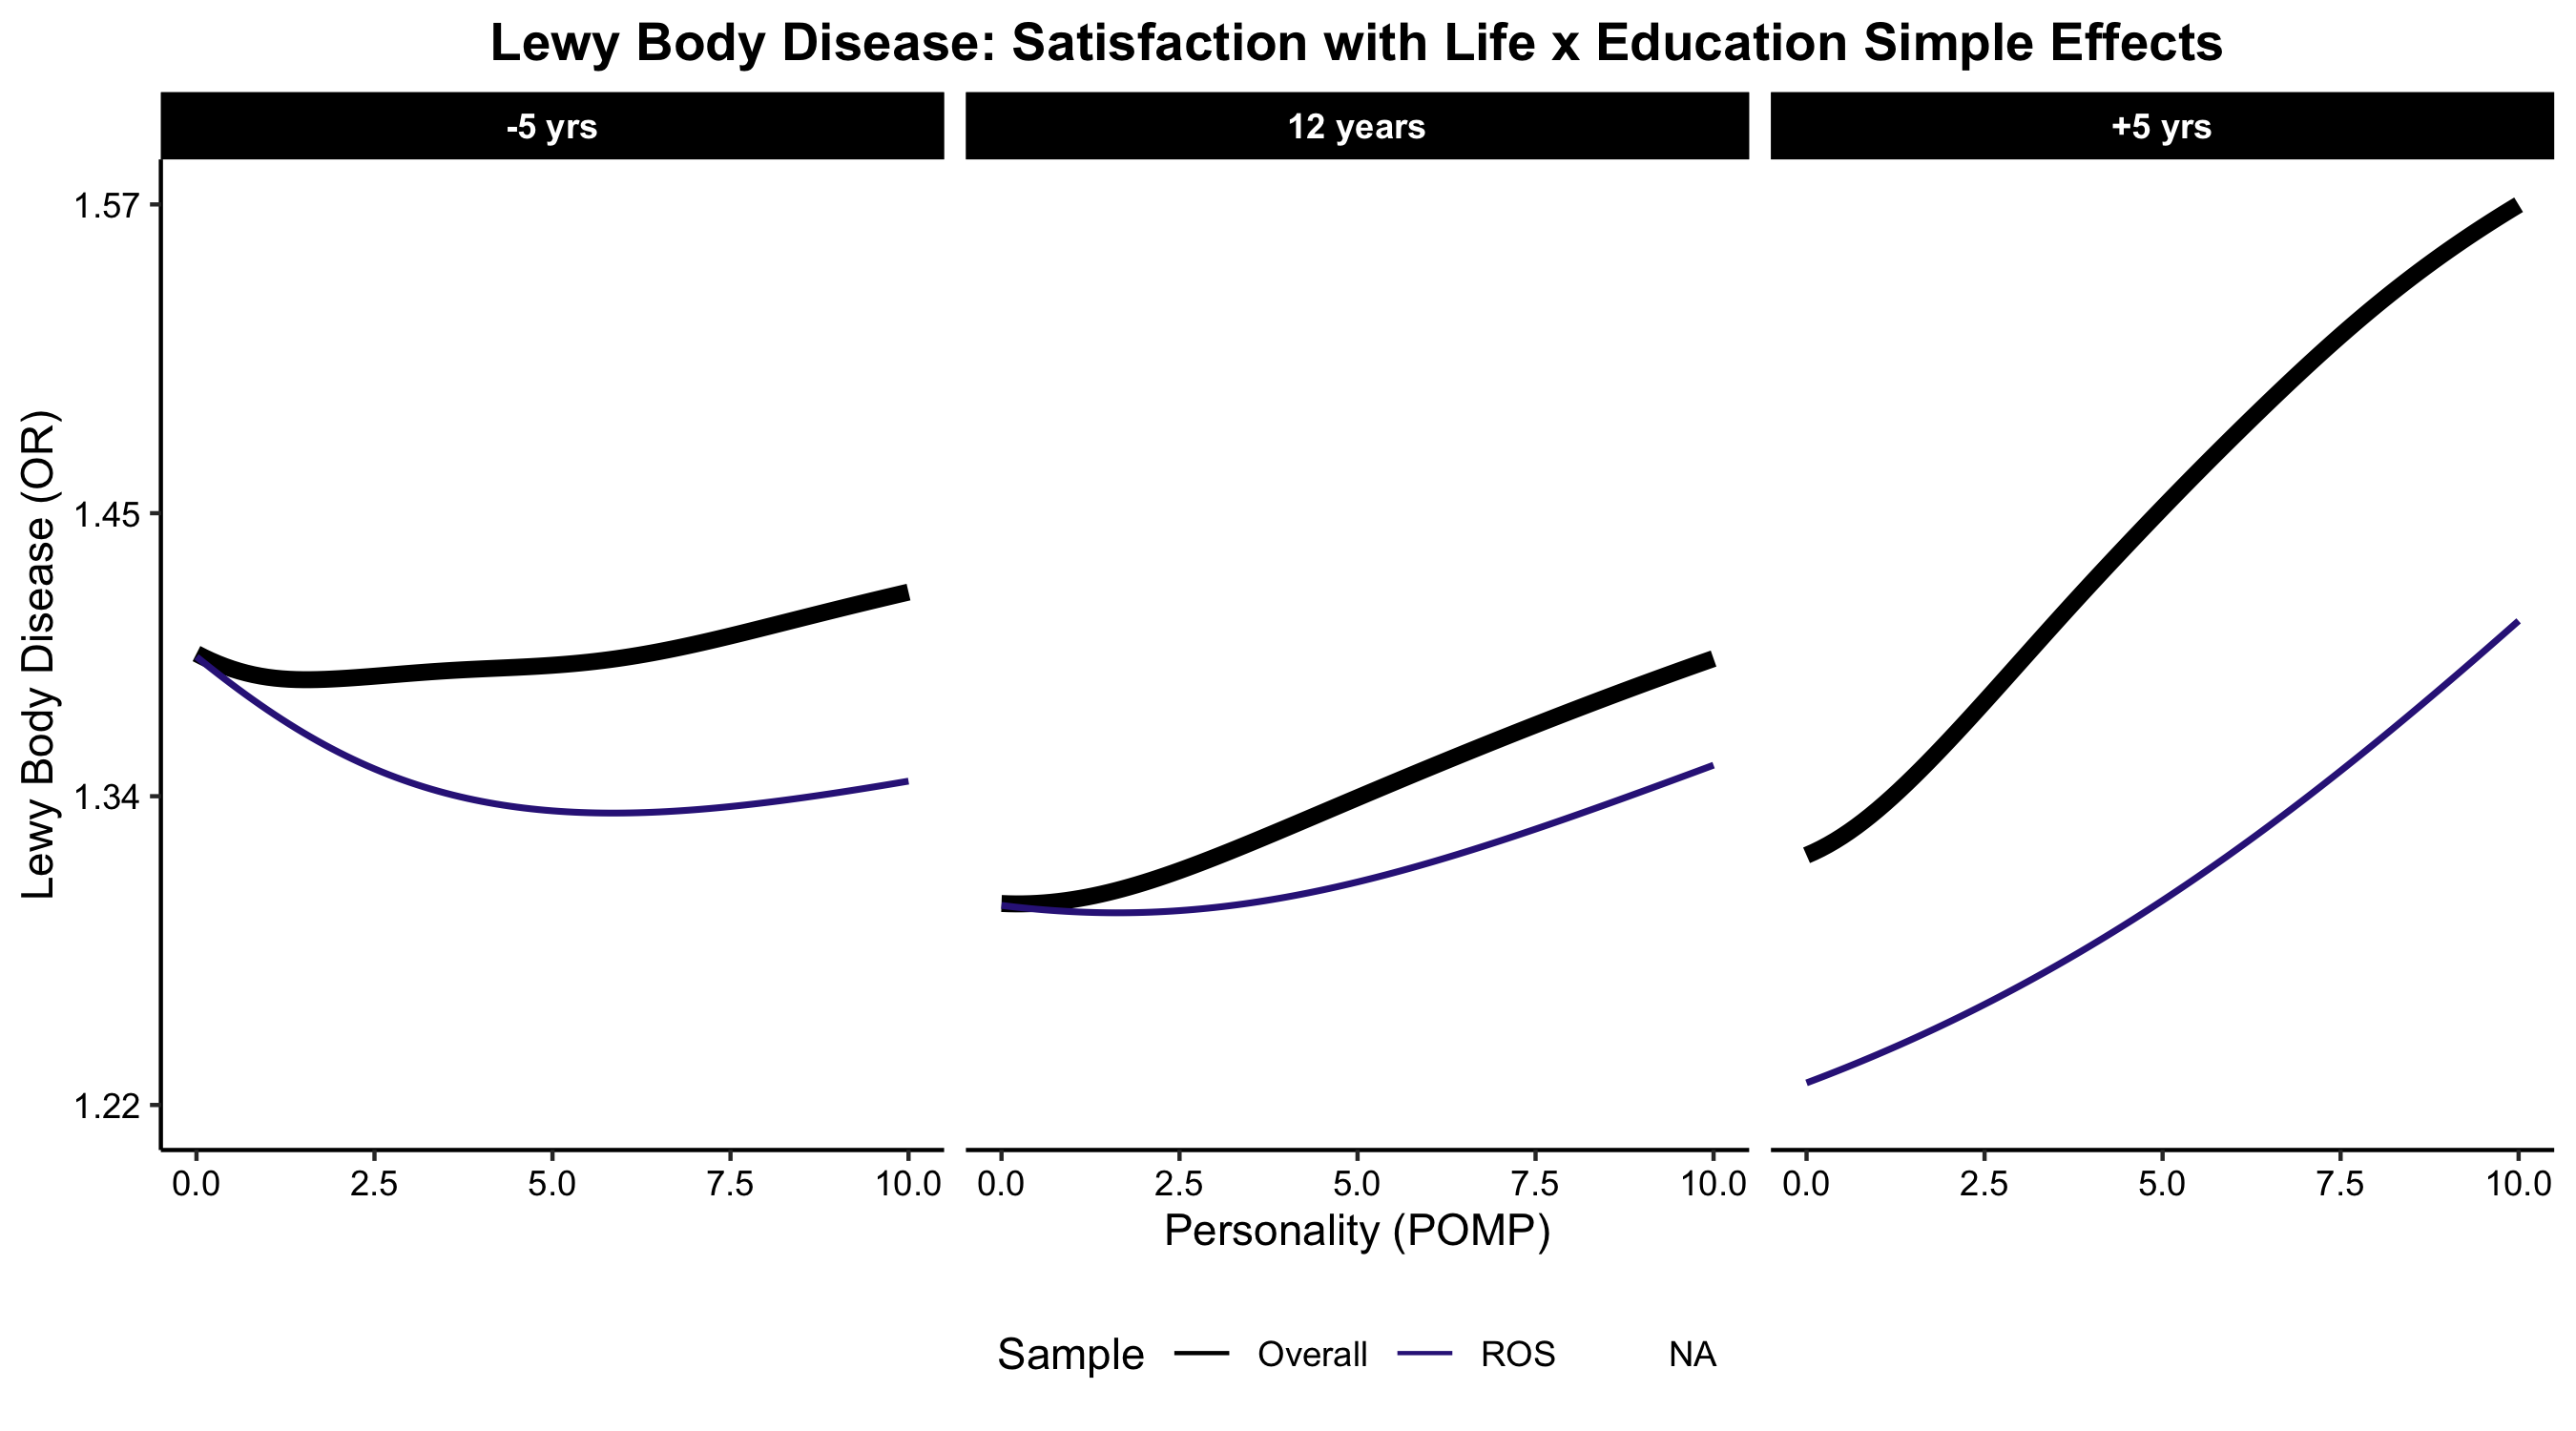 Lewy Body Disease: Satisfaction with Life x Education Simple Effects
-5 yrs
12 years
+5 yrs
Lewy Body Disease (OR)
1.57
1.45
1.34
1.22
0.0 2.5 5.0 7.5 10.0
0.0 2.5 5.0 7.5 10.0
0.0 2.5 5.0 7.5 10.0
Personality (POMP)
Sample Overall ROS NA